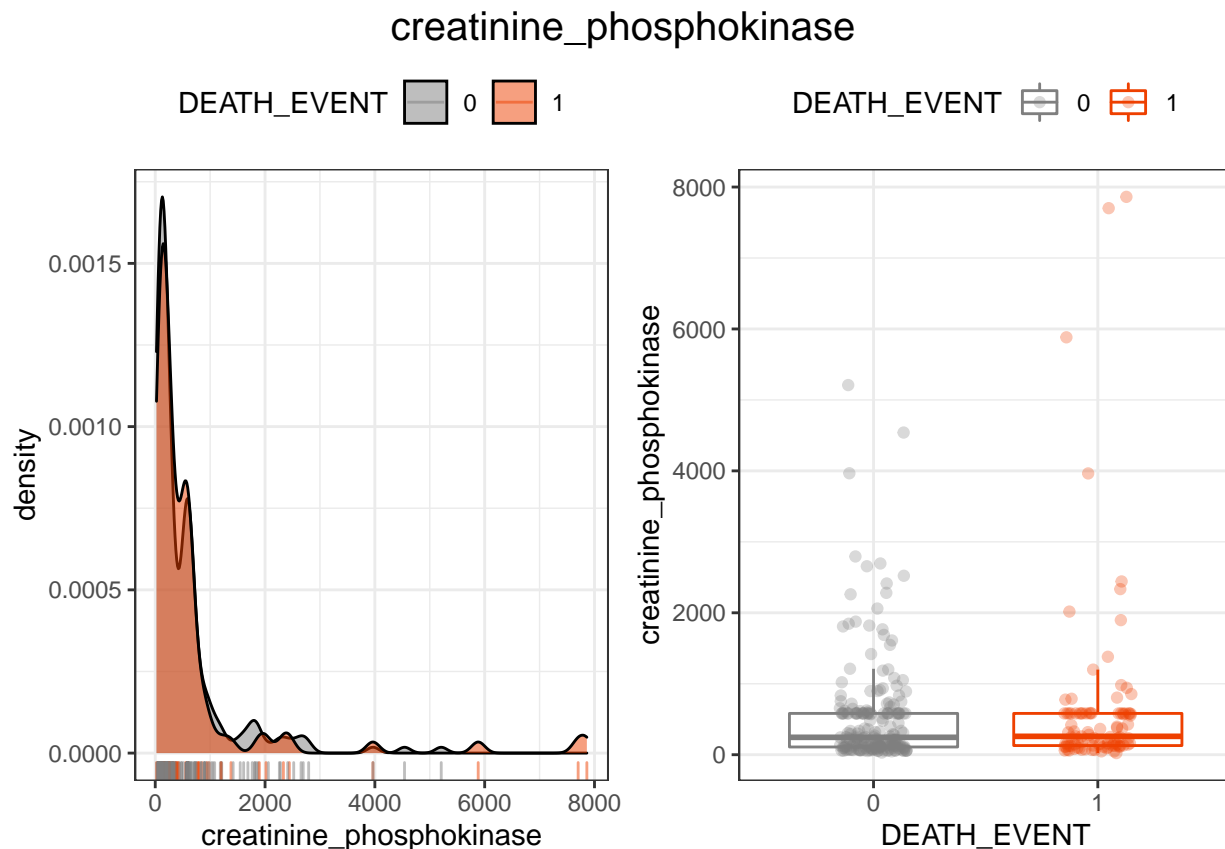 creatinine_phosphokinase
DEATH_EVENT 0 1
DEATH_EVENT 0 1
0.0015
0.0010
0.0005
0.0000
density
0 2000 4000 6000 8000
creatinine_phosphokinase
8000
6000
4000
2000
0
creatinine_phosphokinase
0 1
DEATH_EVENT